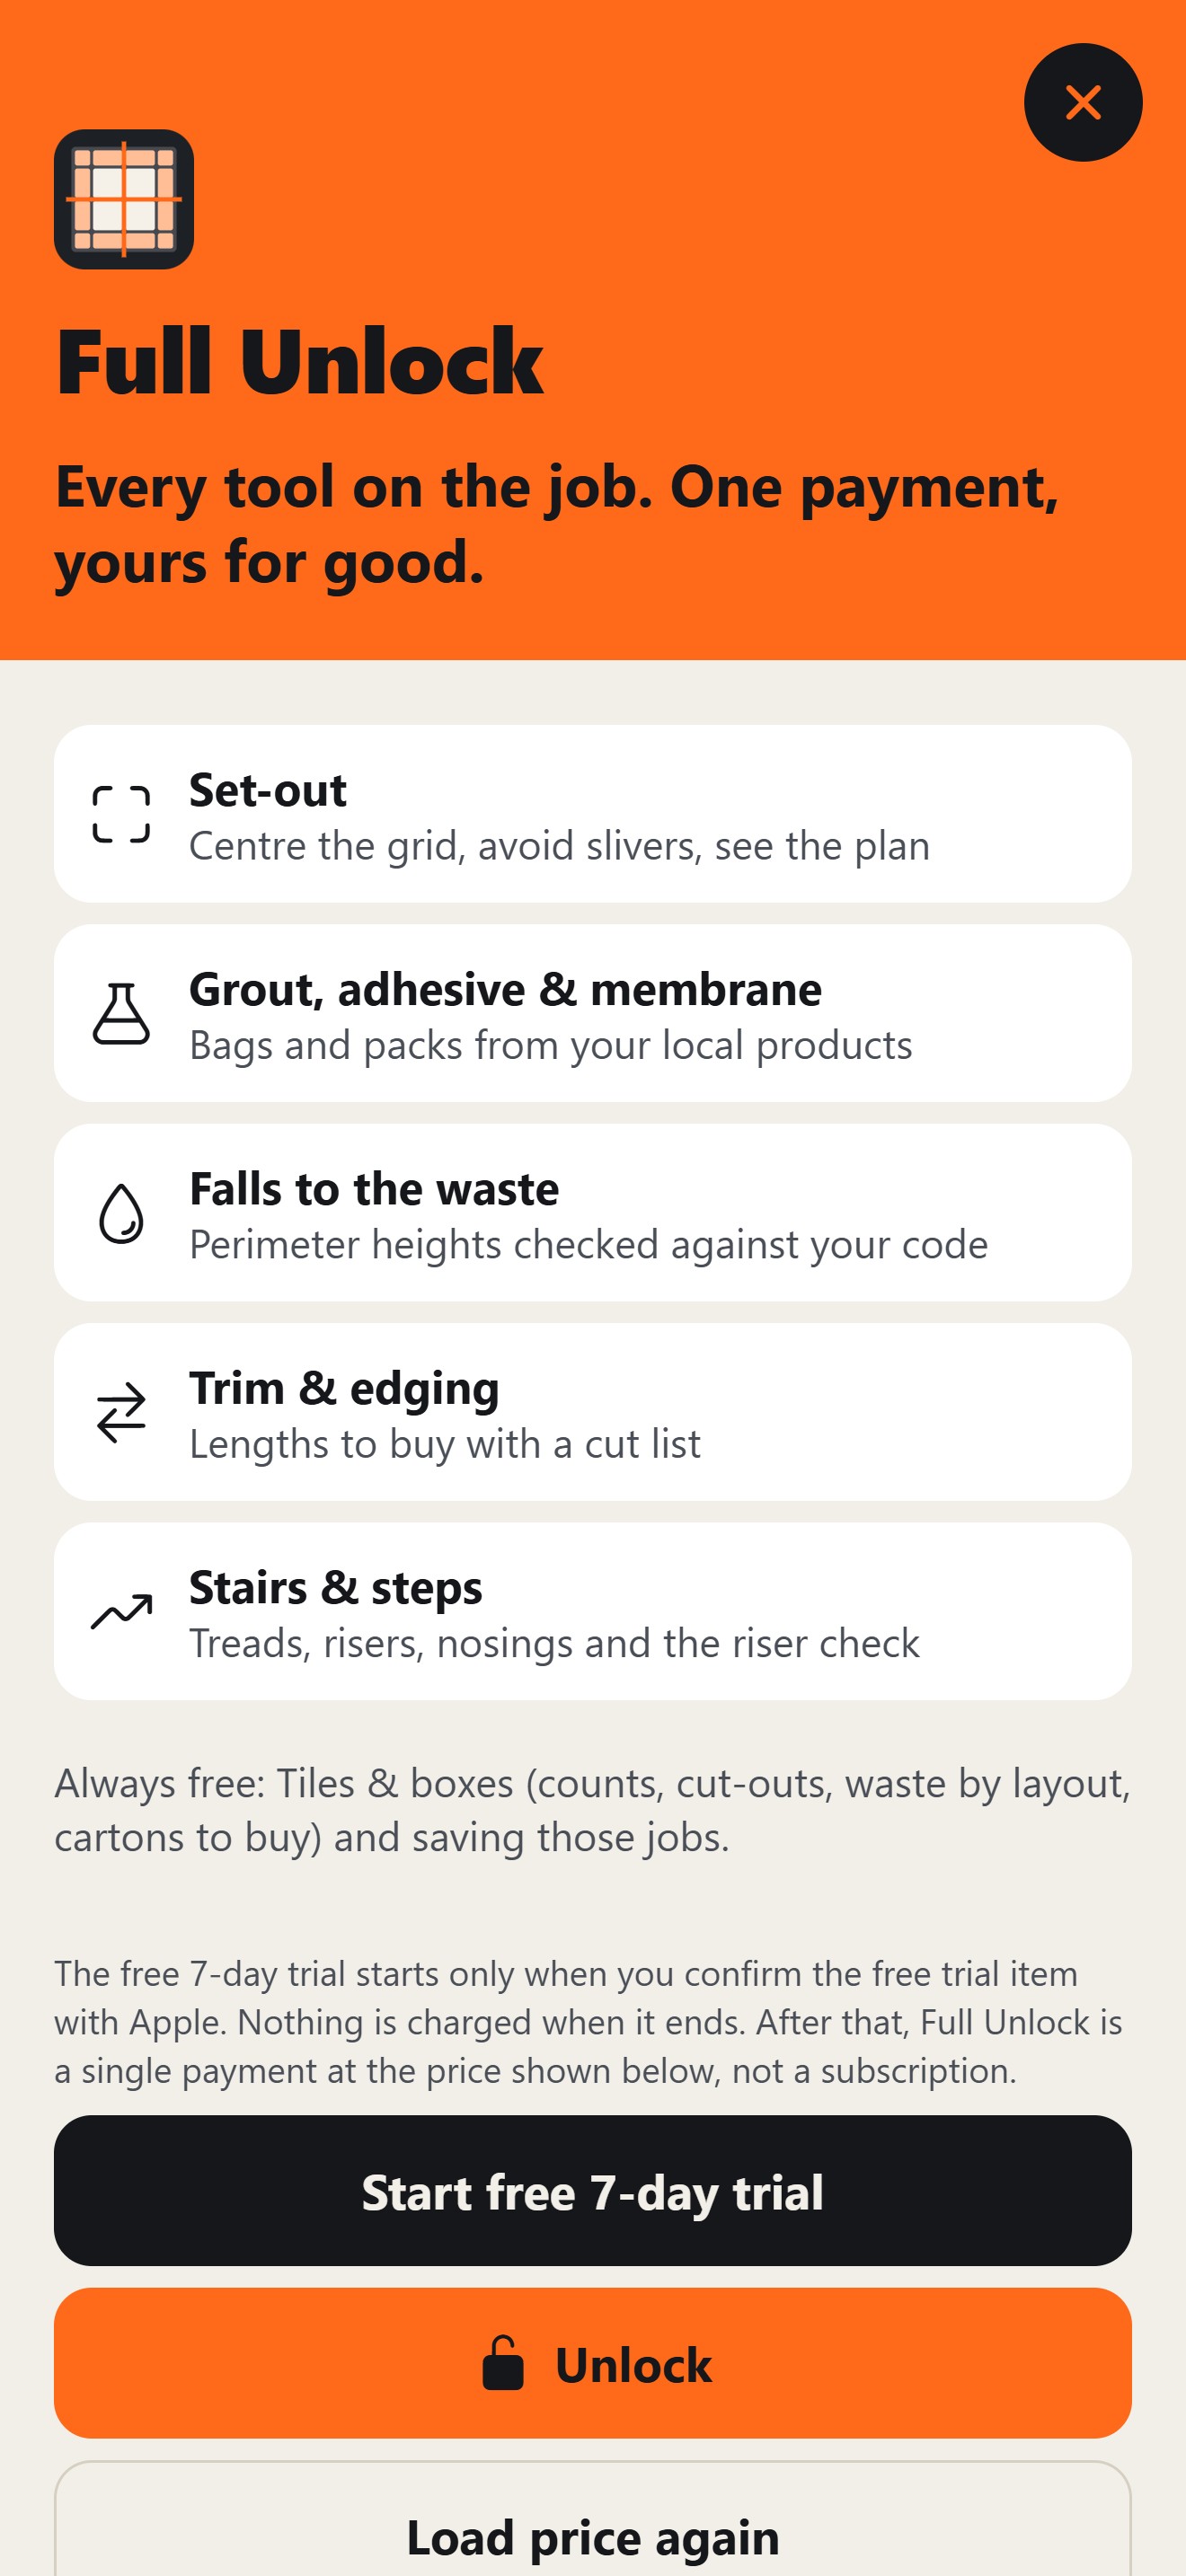 Full Unlock
Every tool on the job. One payment,
yours for good.
Set-out
Centre the grid, avoid slivers, see the plan
Grout, adhesive & membrane
Bags and packs from your local products
Falls to the waste
Perimeter heights checked against your code
Trim & edging
Lengths to buy with a cut list
Stairs & steps
Treads, risers, nosings and the riser check
Always free: Tiles & boxes (counts, cut-outs, waste by layout,
cartons to buy) and saving those jobs.
The free 7-day trial starts only when you confirm the free trial item
with Apple. Nothing is charged when it ends. After that, Full Unlock is
a single payment at the price shown below, not a subscription.
Start free 7-day trial
Unlock
Load price again